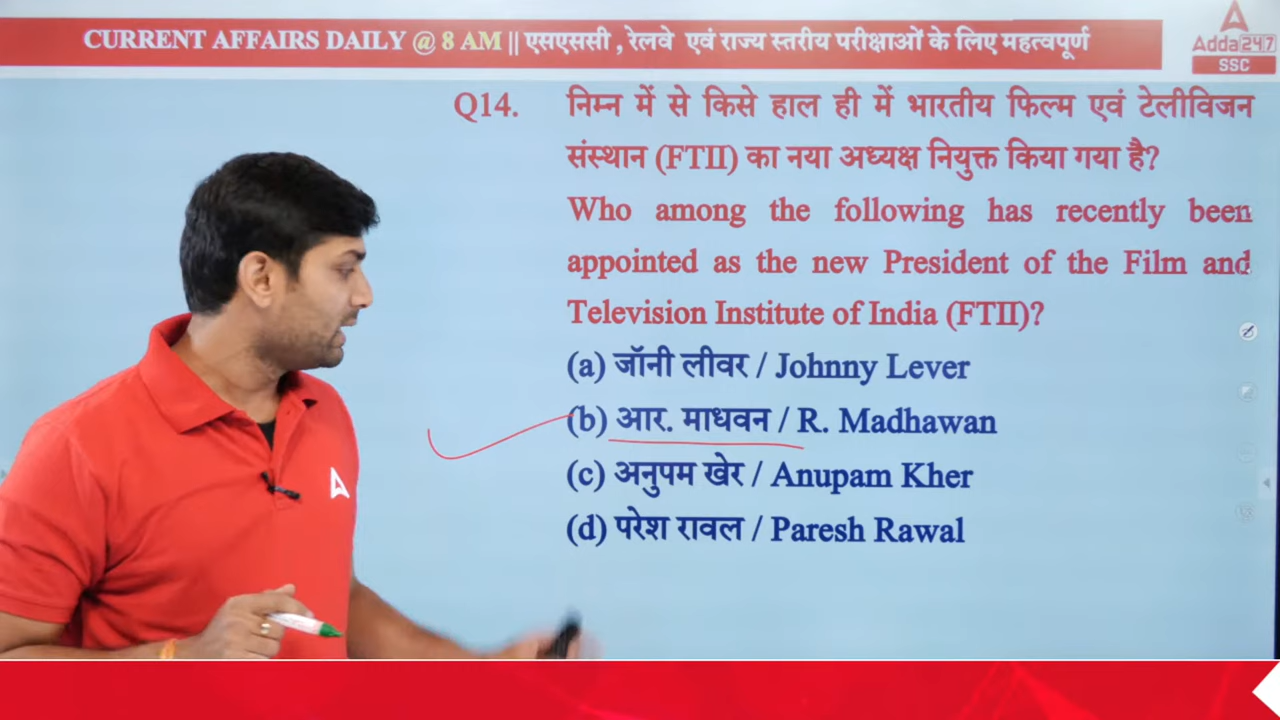 CURRENT AFFAIRS DAILY @ 8 AM || एसएससी , रेलवे एवं राज्य स्तरीय परीक्षाओं के लिए महत्वपूर्ण
Adda247
SSC
Q14. निम्न में से किसे हाल ही में भारतीय फिल्म एवं टेलीविजन
संस्थान (FTII) का नया अध्यक्ष नियुक्त किया गया है?
Who among the following has recently been
appointed as the new President of the Film and
Television Institute of India (FTII)?
(a) जॉनी लीवर / Johnny Lever
(b) आर. माधवन / R. Madhawan
(c) अनुपम खेर / Anupam Kher
(d) परेश रावल / Paresh Rawal